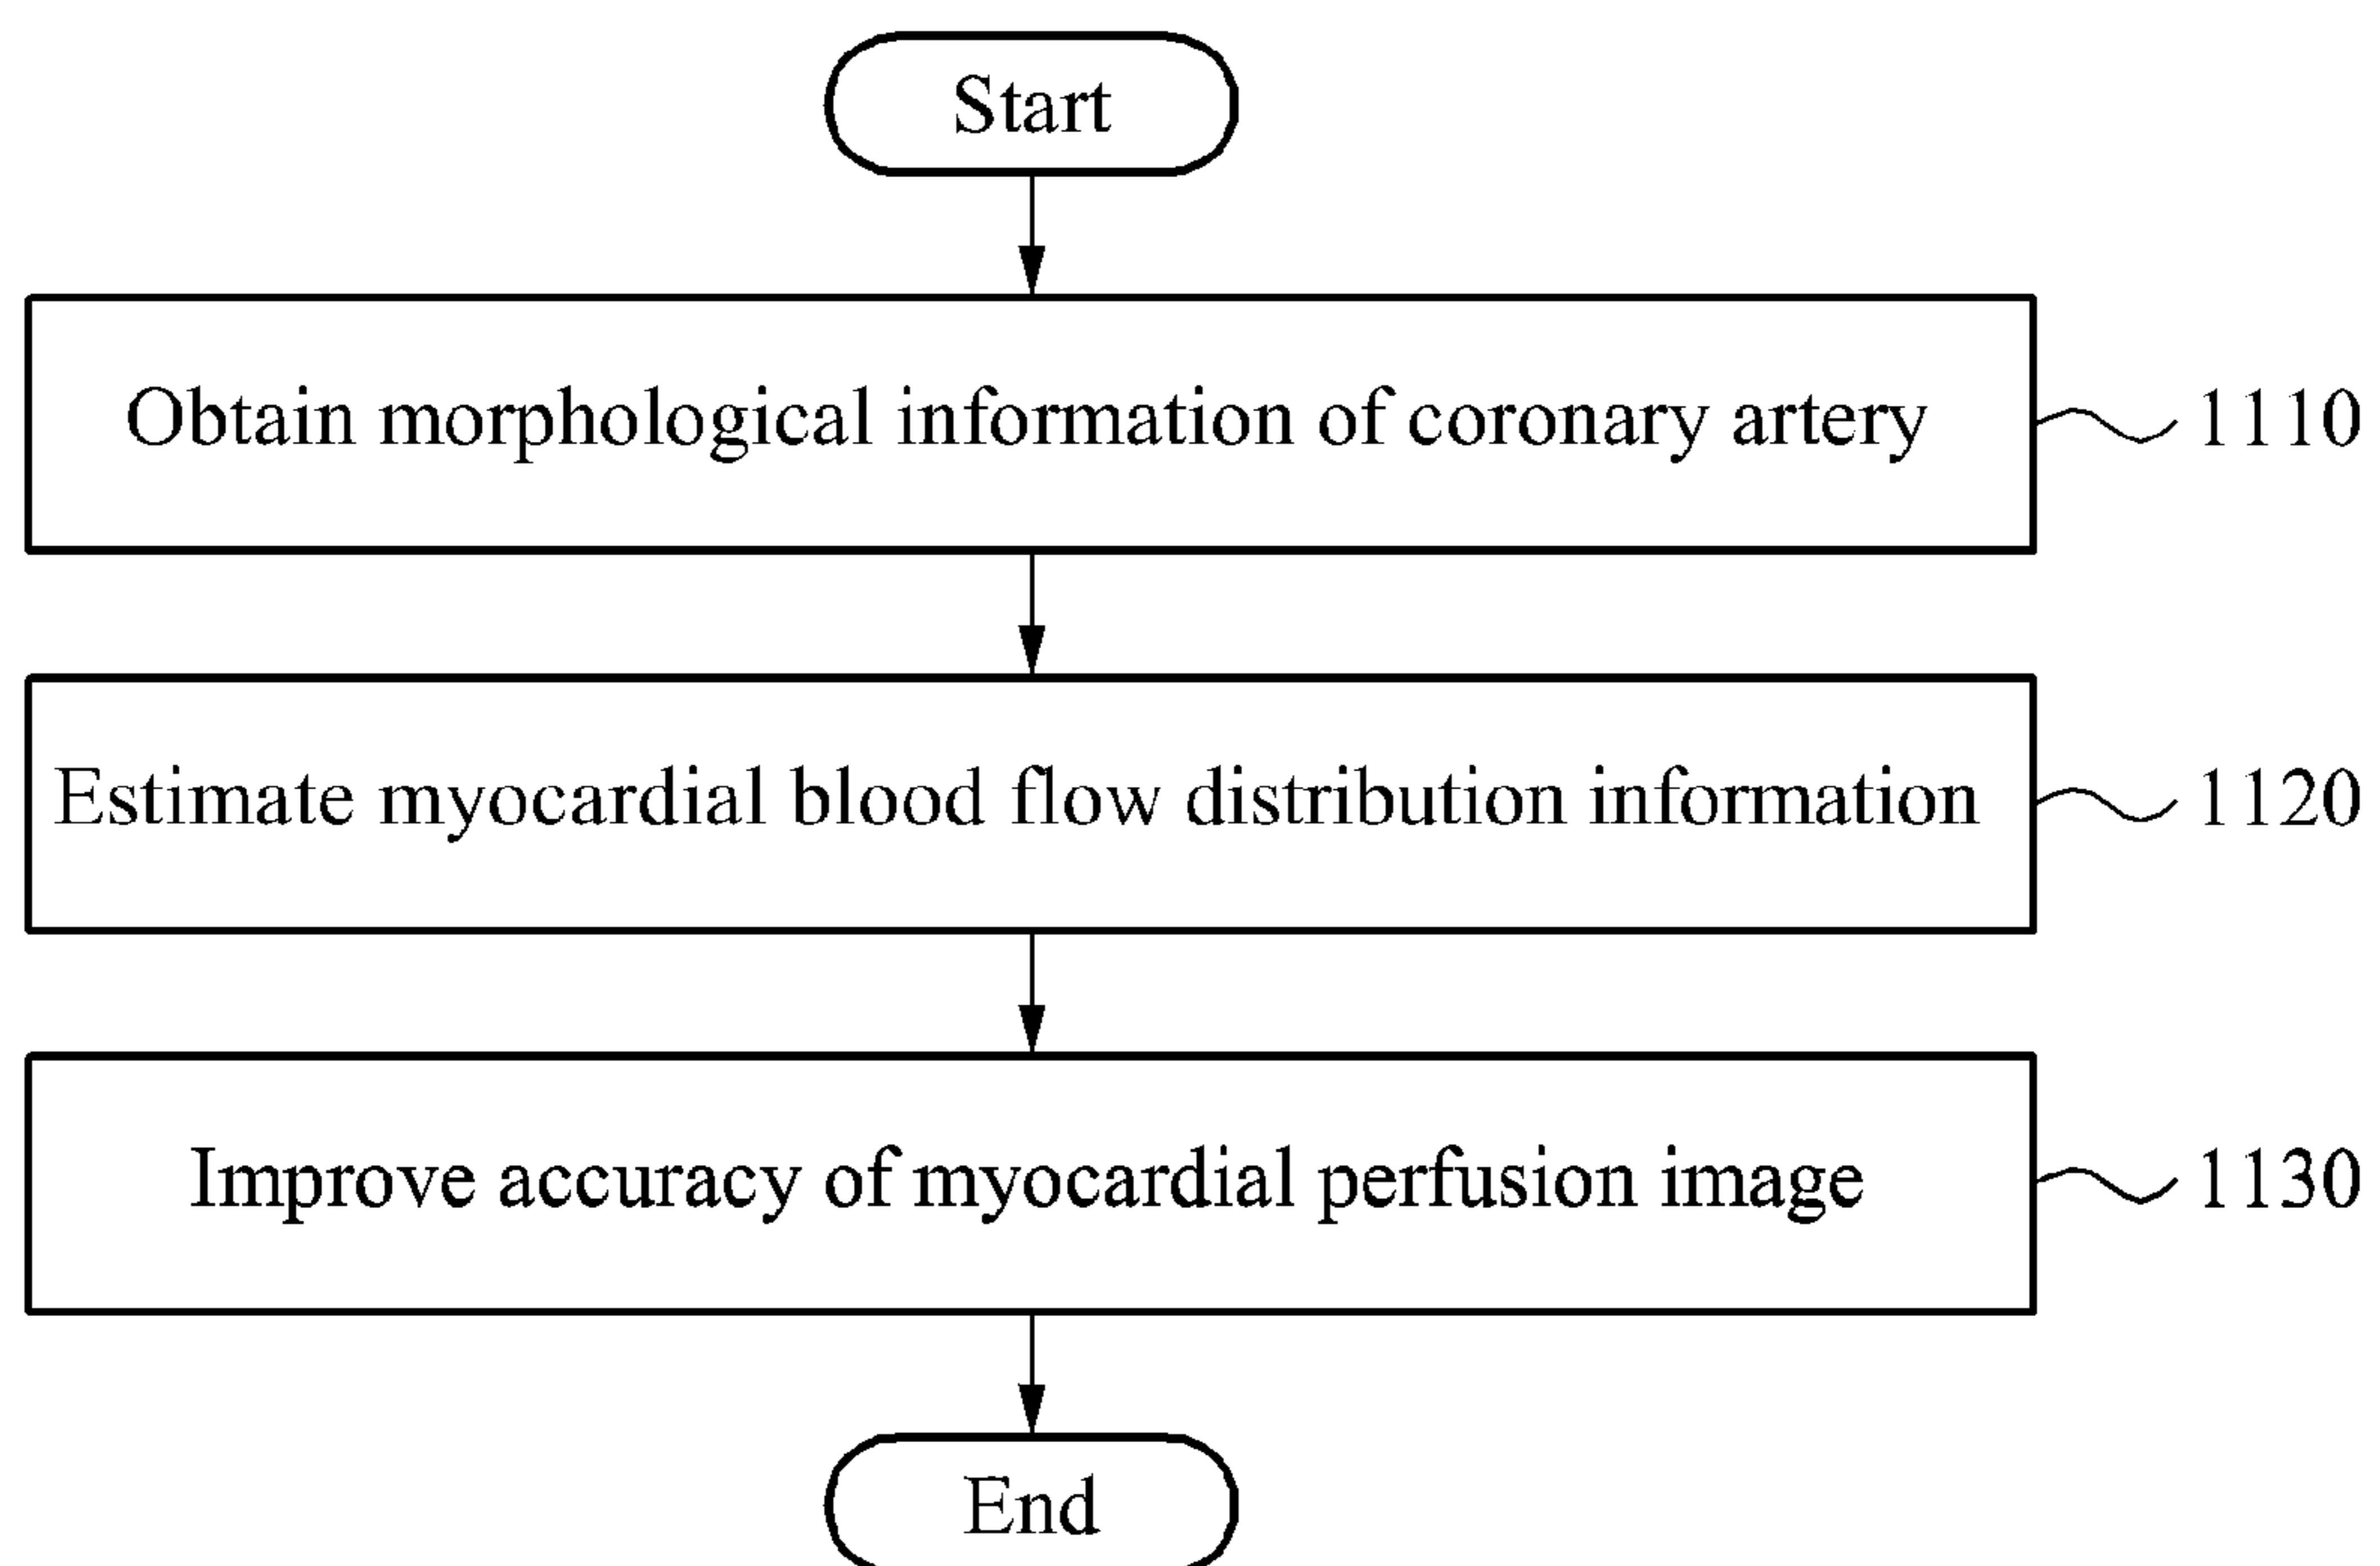 Start
Obtain morphological information of coronary artery
1110
Estimate myocardial blood flow distribution information
1120
Improve accuracy of myocardial perfusion image
1130
End